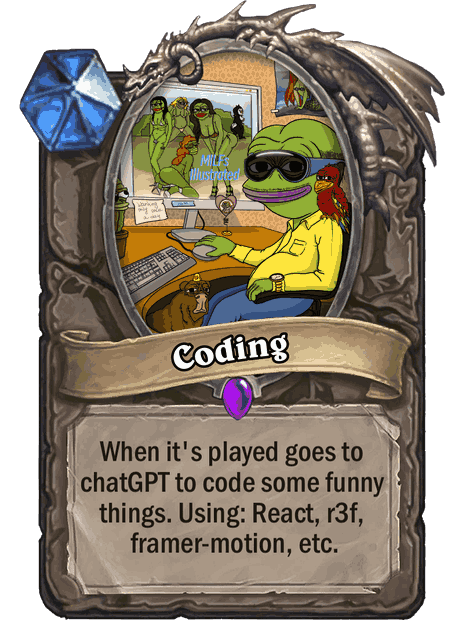 MILFs
Illustrated
Coding
When it's played goes to
chatGPT to code some funny
things. Using: React, r3f,
framer-motion, etc.